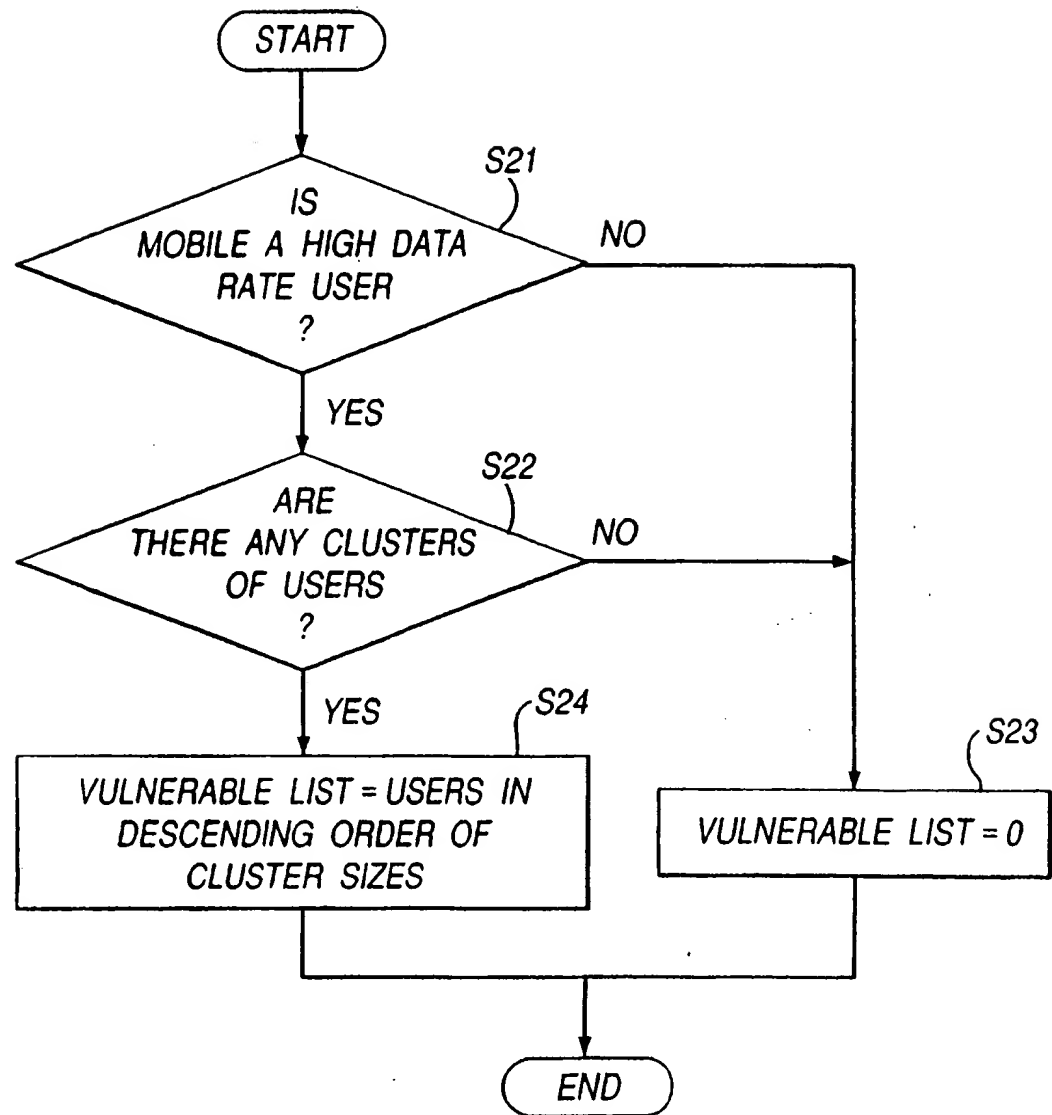 START
S21
IS
MOBILE A HIGH DATA
RATE USER
?
NO
YES
S22
ARE
THERE ANY CLUSTERS
OF USERS
?
NO
YES
S24
VULNERABLE LIST = USERS IN
DESCENDING ORDER OF
CLUSTER SIZES
S23
VULNERABLE LIST = 0
END